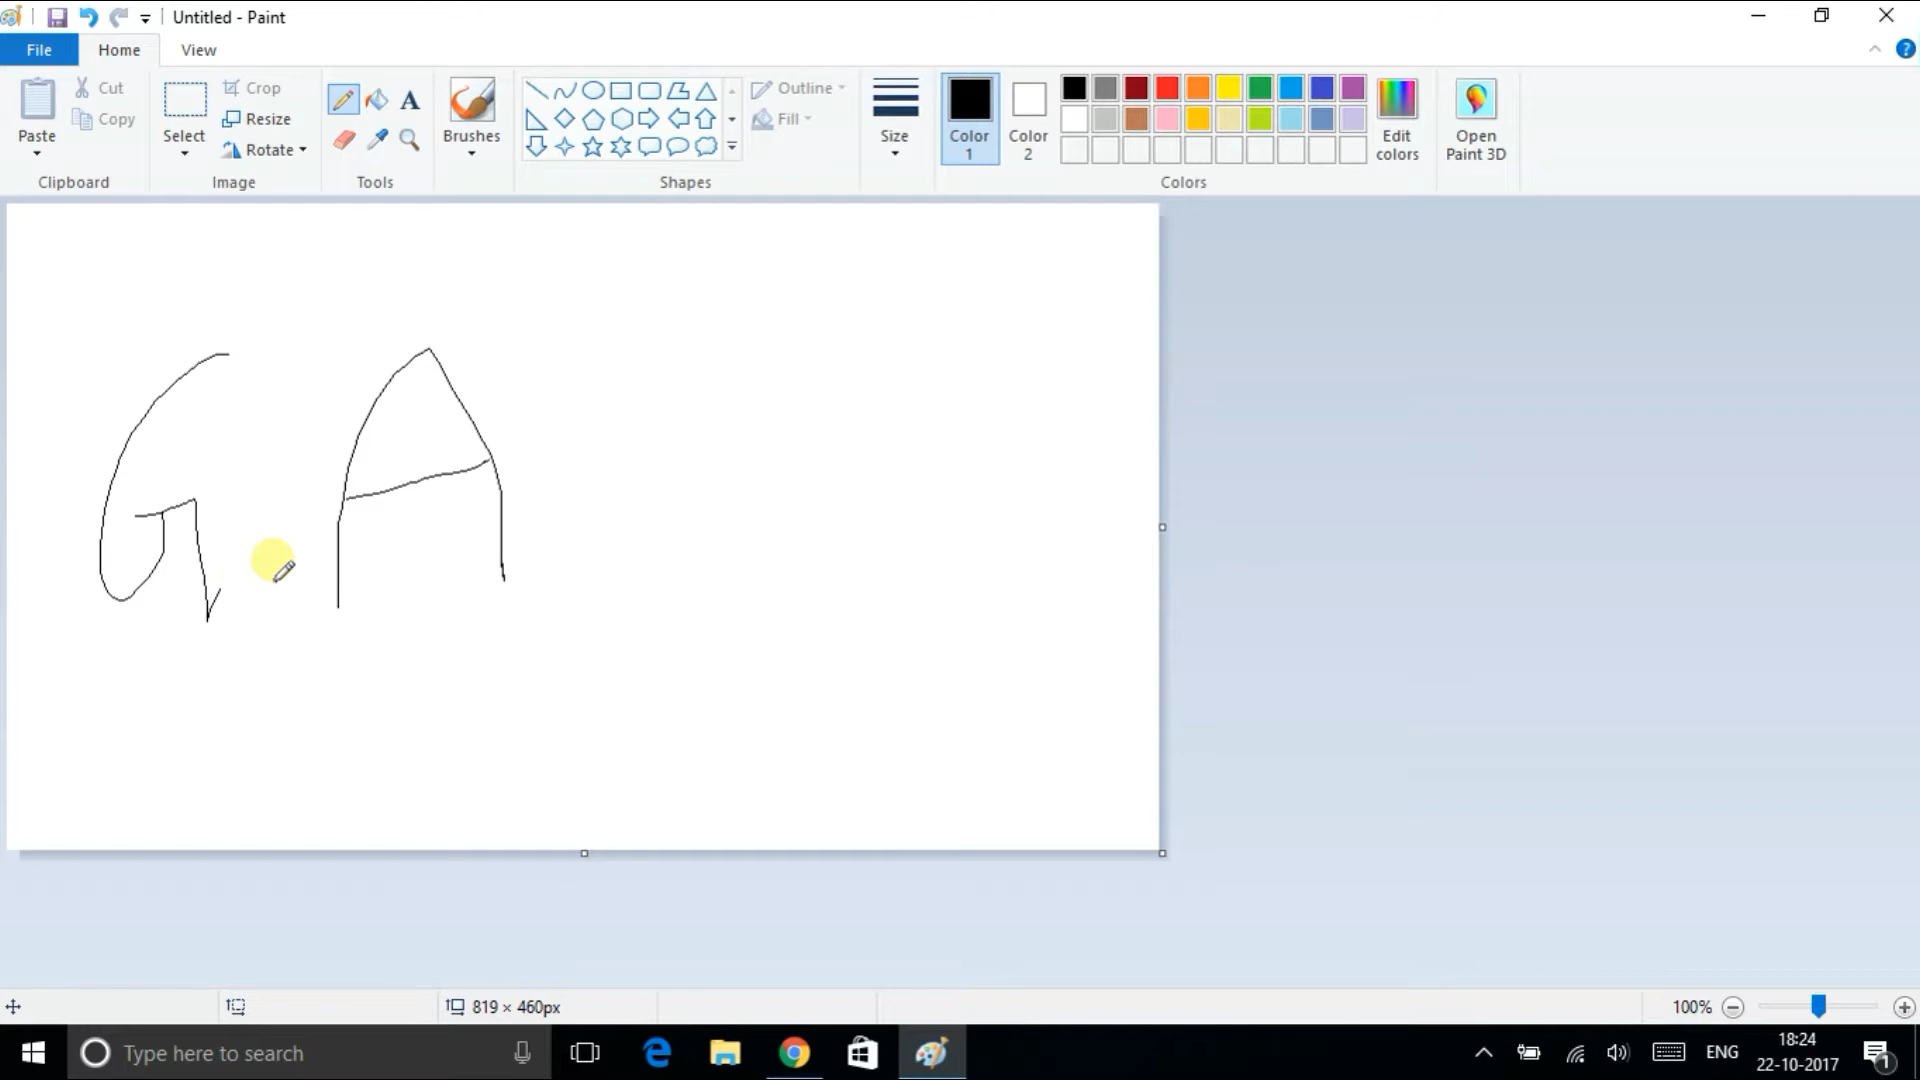 Untitled - Paint
File Home View
Paste Cut Copy Select Crop Resize Rotate A Brushes Outline Fill Size Color 1 Color 2 Edit colors Open Paint 3D
Clipboard Image Tools Shapes Colors
G A
819 × 460px 100%
Type here to search ENG 18:24 22-10-2017 1